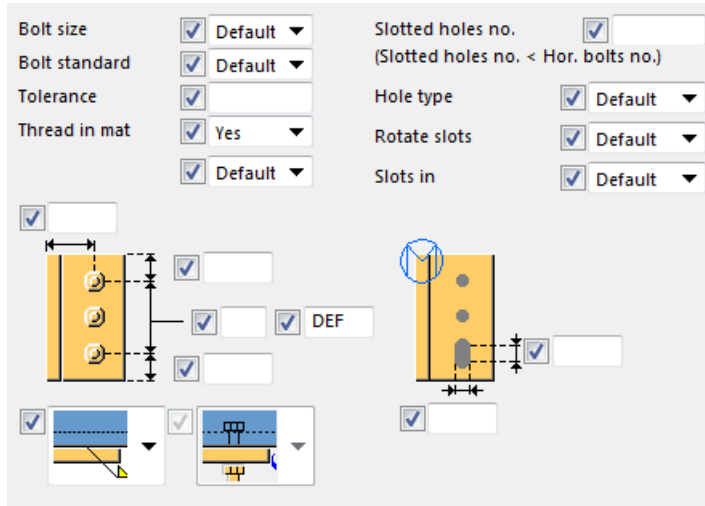 Bolt size Default
Bolt standard Default
Tolerance
Thread in mat Yes
Default
Slotted holes no.
(Slotted holes no. < Hor. bolts no.)
Hole type Default
Rotate slots Default
Slots in Default
DEF